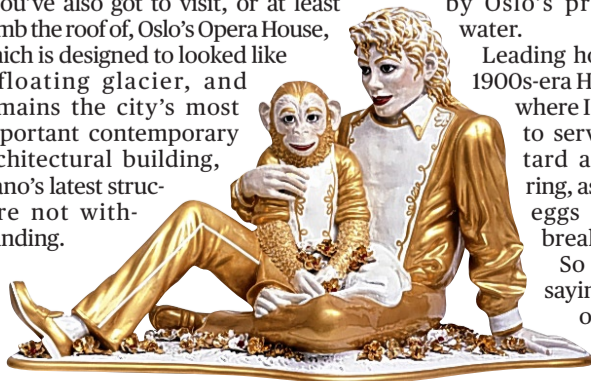 ou've also got to visit, or at least
mb the roof of, Oslo's Opera House,
ich is designed to looked like
floating glacier, and
mains the city's most
portant contemporary
chitectural building,
ano's latest struc-
re not with-
nding.
by Oslo's pr
water.
Leading ho
1900s-era H
where I
to serv
tard a
ring, as
eggs
break
So
sayin
o